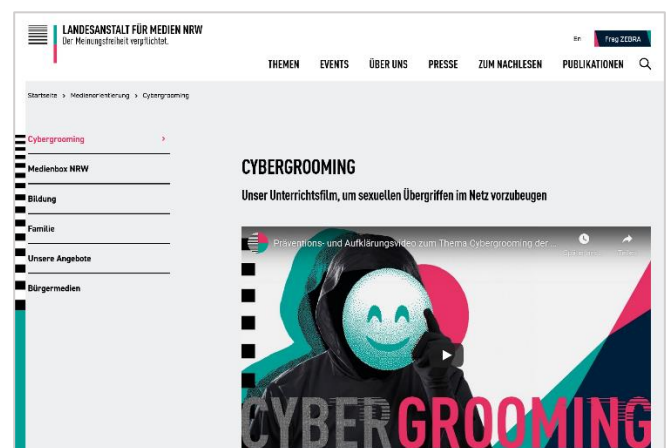 LANDESANSTALT FÜR MEDIEN NRW
Der Meinungsfreiheit verpflichtet.
En Frag ZEBRA
THEMEN EVENTS ÜBER UNS PRESSE ZUM NACHLESEN PUBLIKATIONEN
Startseite > Medienorientierung > Cybergrooming
Cybergrooming >
Medienbox NRW
Bildung
Familie
Unsere Angebote
Bürgermedien
CYBERGROOMING
Unser Unterrichtsfilm, um sexuellen Übergriffen im Netz vorzubeugen
Präventions- und Aufklärungsvideo zum Thema Cybergrooming der ...
CYBERGROOMING